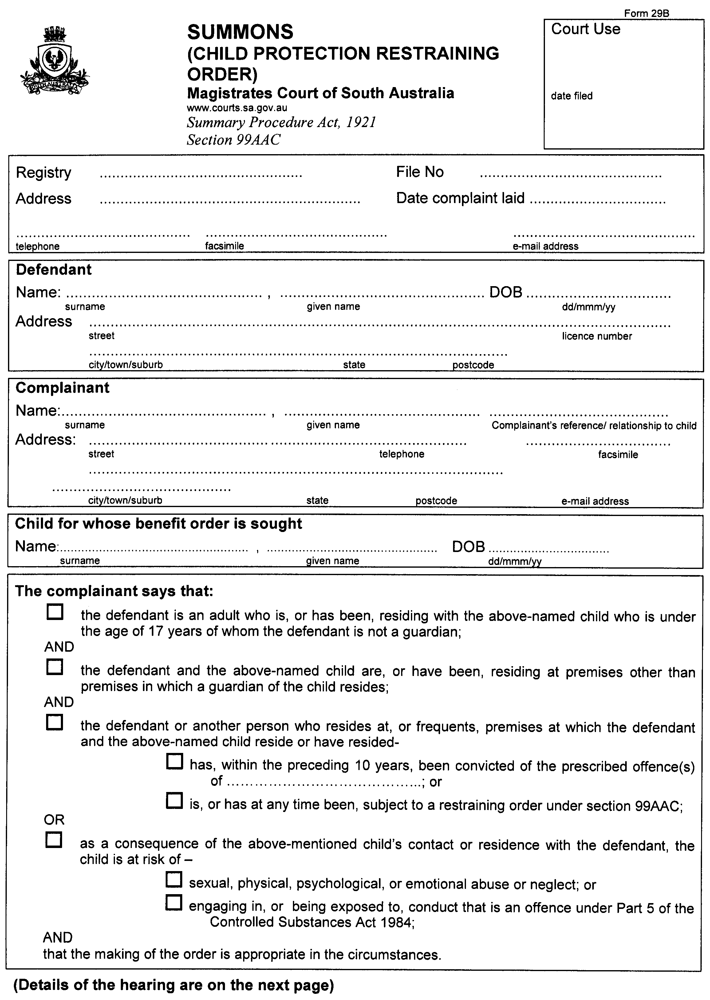 Form 29B
SUMMONS
(CHILD PROTECTION RESTRAINING
ORDER)
Magistrates Court of South Australia
www.courts.sa.gov.au
Summary Procedure Act, 1921
Section 99AAC
Court Use
date filed
SOUTH AUSTRALIA
Registry ................................................ File No ...........................................
Address .............................................................. Date complaint laid ................................
......................................... ........................................... ...........................................
telephone facsimile e-mail address
Defendant
Name: .............................................. , ................................................ DOB ..................................
surname given name dd/mmm/yy
Address .........................................................................................................................................
street licence number
...................................................................................................
city/town/suburb state postcode
Complainant
Name:................................................ , .............................................. ..........................................
surname given name Complainant's reference/ relationship to child
Address: ......................................................................................... ..................................
street telephone facsimile
..................................................................................................
..........................................
city/town/suburb state postcode e-mail address
Child for whose benefit order is sought
Name:.................................................. , ............................................. DOB ................................
surname given name dd/mmm/yy
The complainant says that:
the defendant is an adult who is, or has been, residing with the above-named child who is under
the age of 17 years of whom the defendant is not a guardian;
AND
the defendant and the above-named child are, or have been, residing at premises other than
premises in which a guardian of the child resides;
AND
the defendant or another person who resides at, or frequents, premises at which the defendant
and the above-named child reside or have resided-
has, within the preceding 10 years, been convicted of the prescribed offence(s)
of ..........................................; or
is, or has at any time been, subject to a restraining order under section 99AAC;
OR
as a consequence of the above-mentioned child's contact or residence with the defendant, the
child is at risk of –
sexual, physical, psychological, or emotional abuse or neglect; or
engaging in, or being exposed to, conduct that is an offence under Part 5 of the
Controlled Substances Act 1984;
AND
that the making of the order is appropriate in the circumstances.
(Details of the hearing are on the next page)